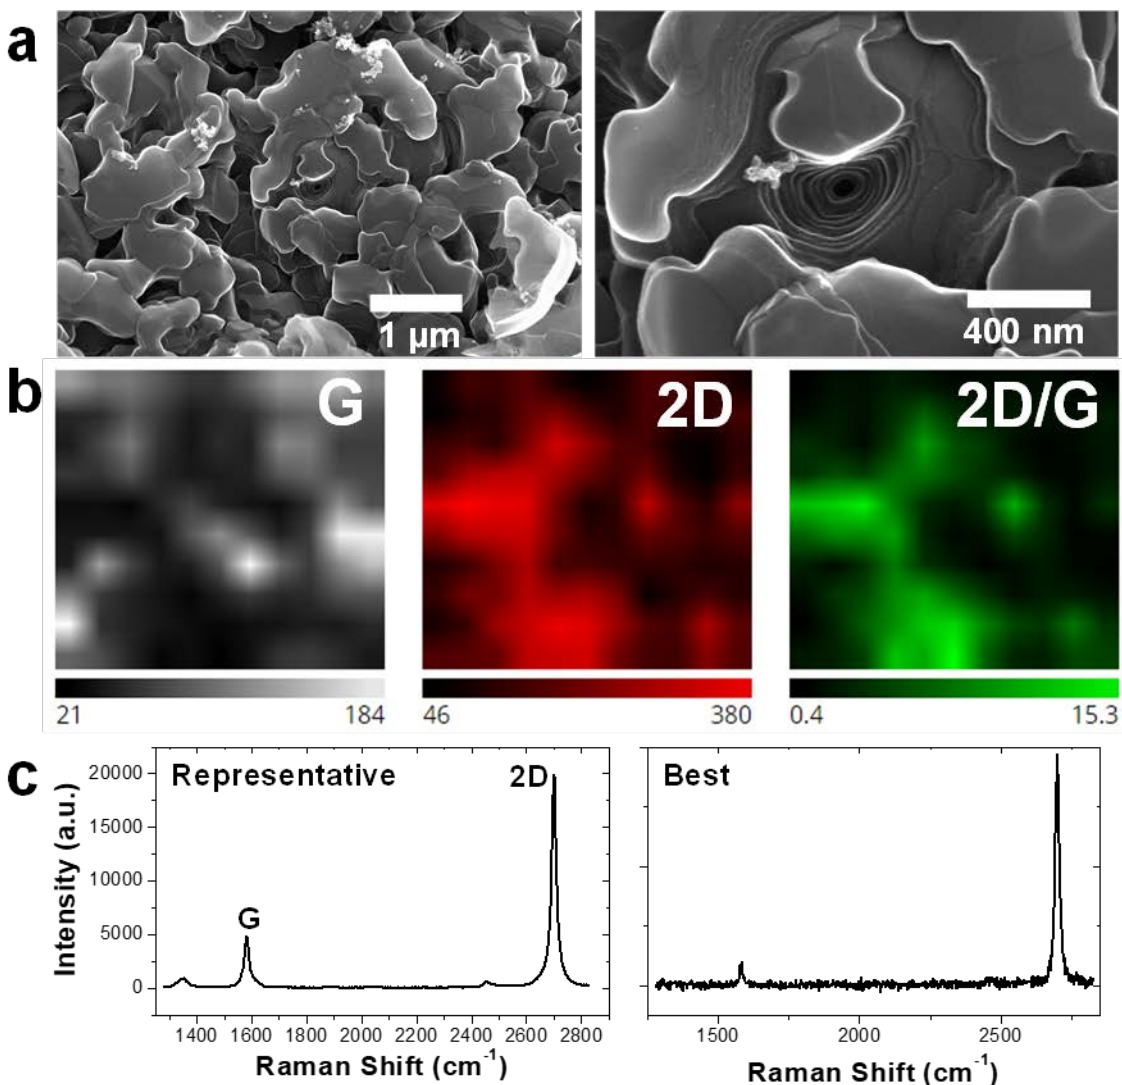 a
1 μm
400 nm
b
G
2D
2D/G
21
184
46
380
0.4
15.3
c
Representative
2D
G
Best
Intensity (a.u.)
20000
15000
10000
5000
0
1400 1600 1800 2000 2200 2400 2600 2800
Raman Shift (cm⁻¹)
1500 2000 2500
Raman Shift (cm⁻¹)